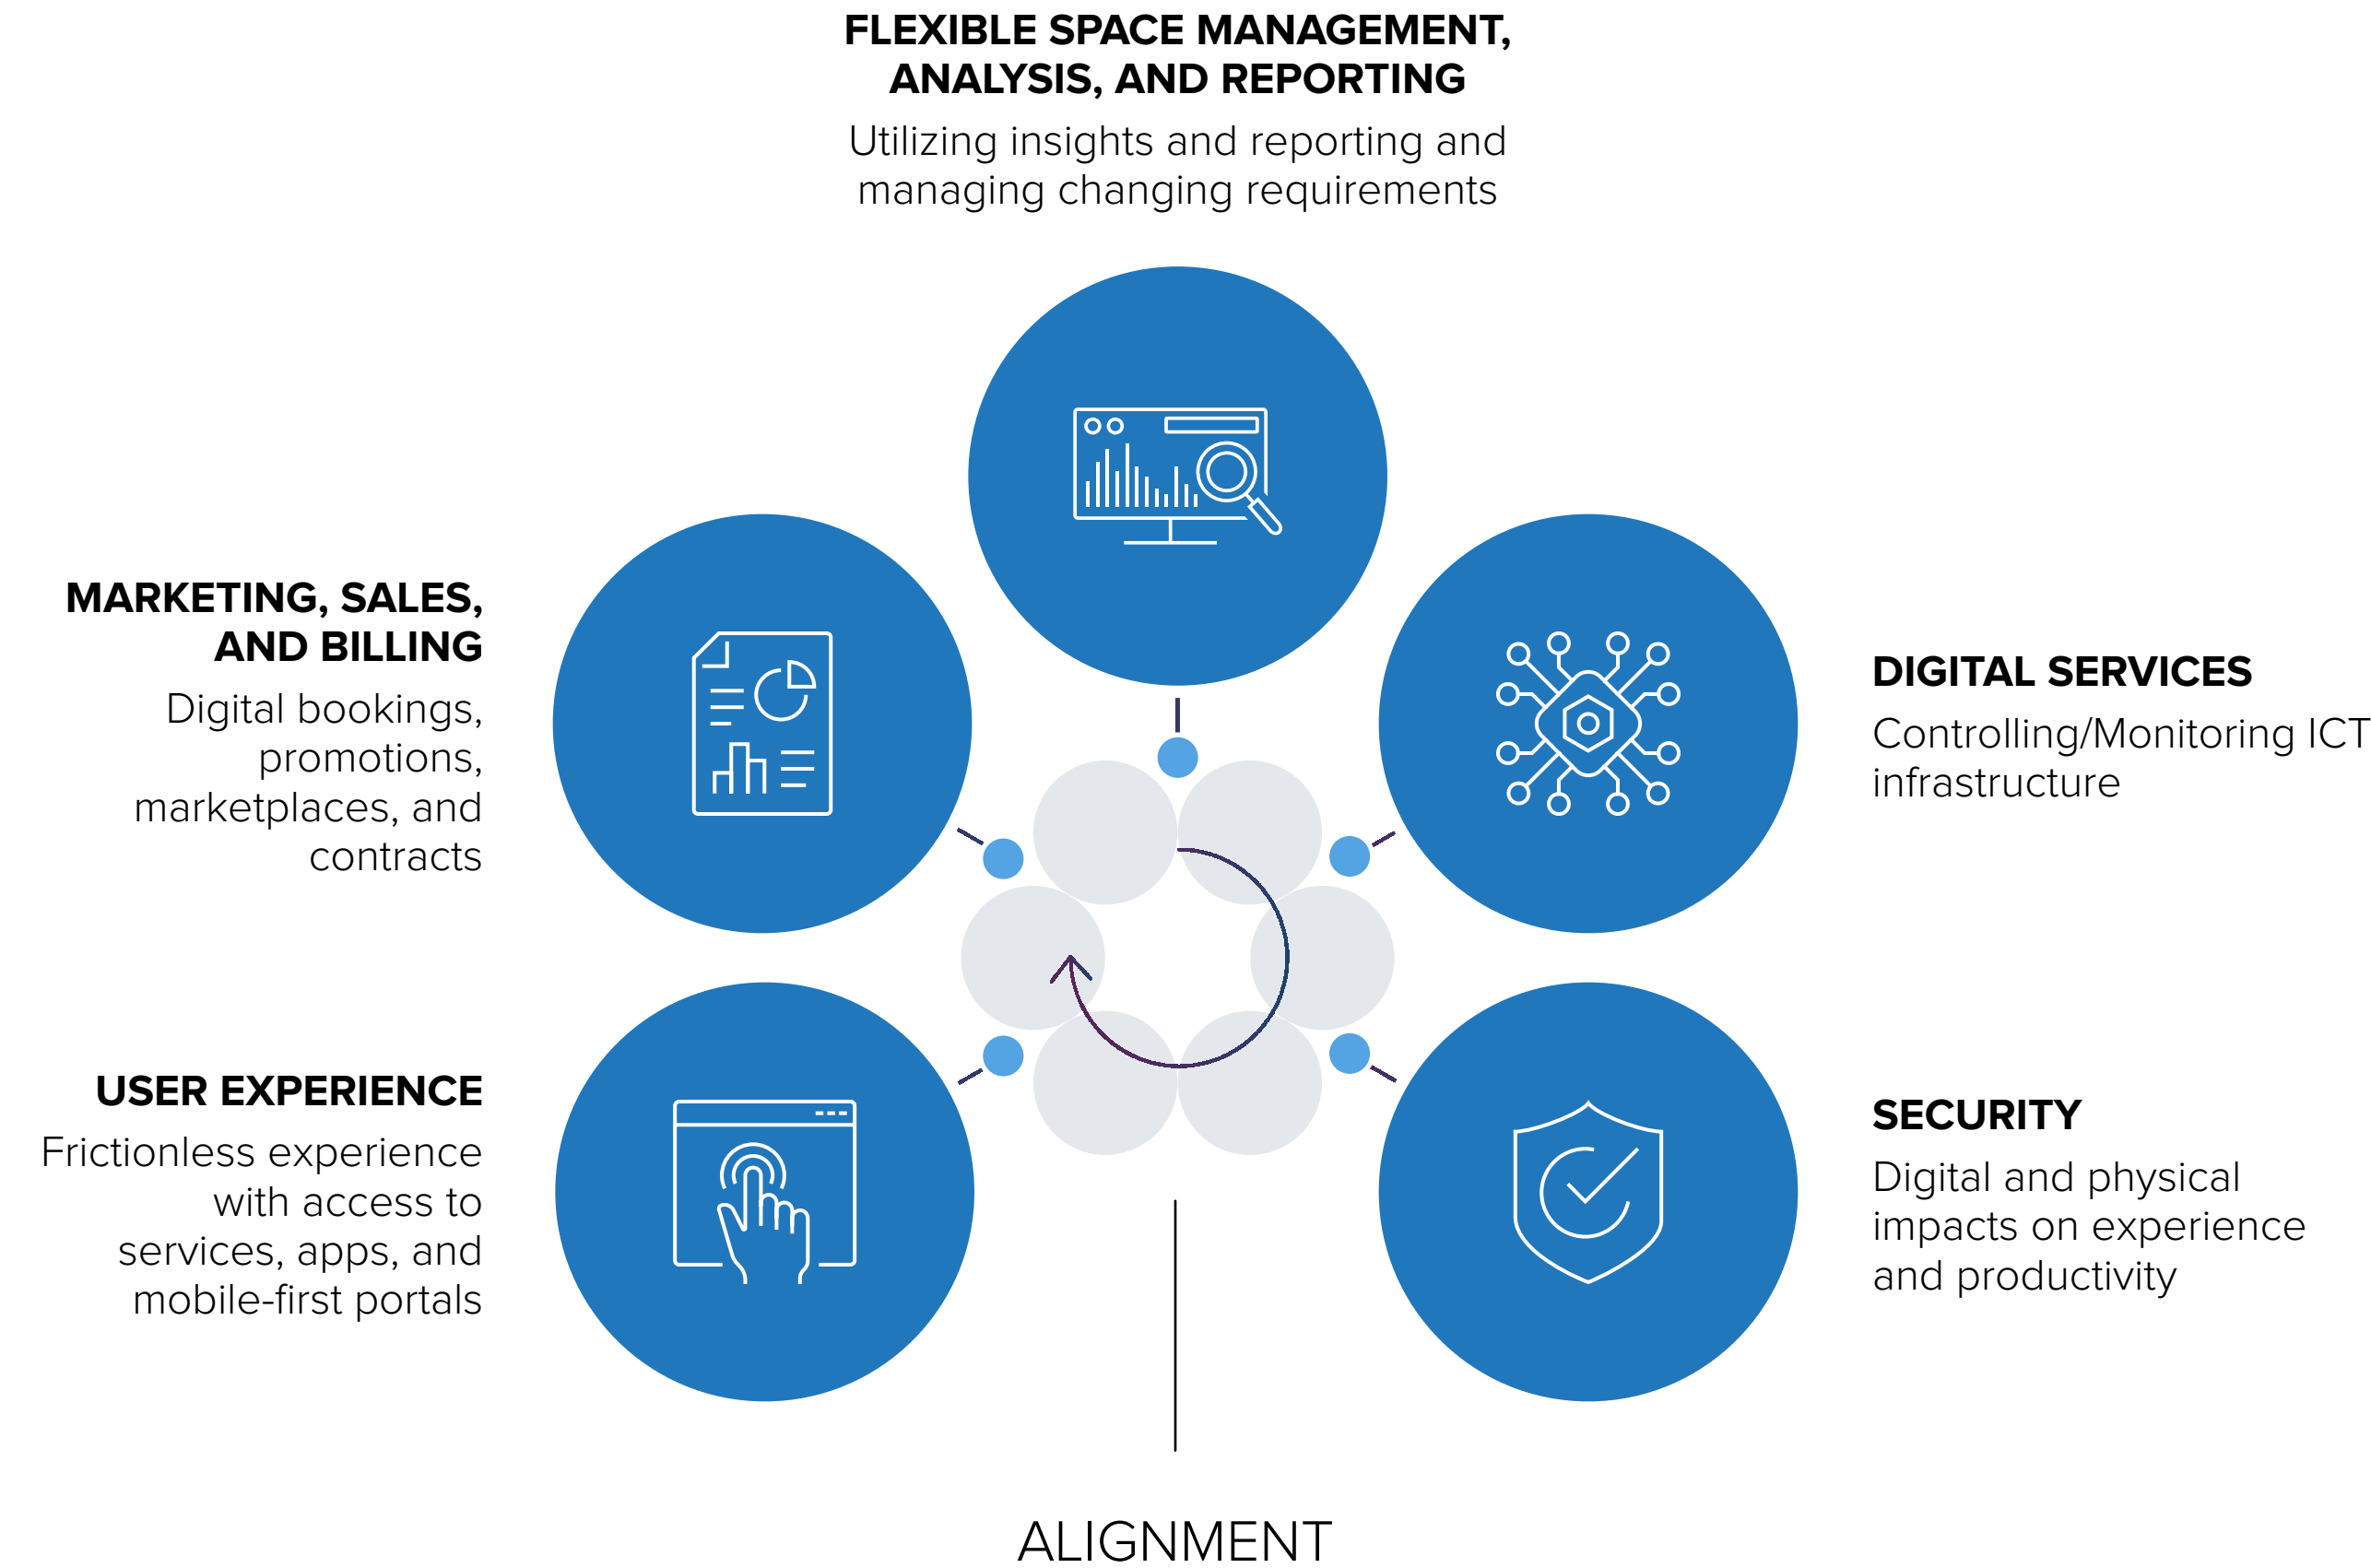 FLEXIBLE SPACE MANAGEMENT,
ANALYSIS, AND REPORTING
Utilizing insights and reporting and
managing changing requirements
MARKETING, SALES,
AND BILLING
Digital bookings,
promotions,
marketplaces, and
contracts
DIGITAL SERVICES
Controlling/Monitoring ICT
infrastructure
USER EXPERIENCE
Frictionless experience
with access to
services, apps, and
mobile-first portals
SECURITY
Digital and physical
impacts on experience
and productivity
ALIGNMENT